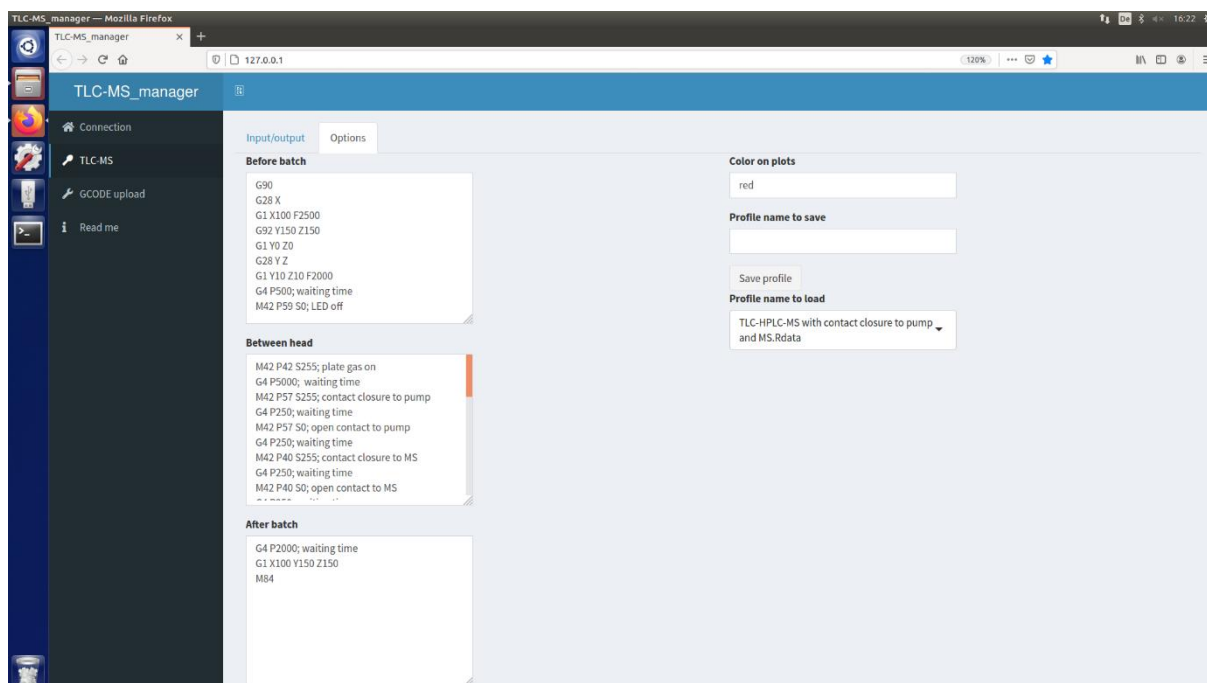 TLC-MS_manager — Mozilla Firefox
De
16:22
TLC-MS_manager
127.0.0.1
120%
TLC-MS_manager
Connection
TLC-MS
GCODE upload
Read me
Input/output
Options
Before batch
G90
G28 X
G1 X100 F2500
G92 Y150 Z150
G1 Y0 Z0
G28 Y Z
G1 Y10 Z10 F2000
G4 P500; waiting time
M42 P59 S0; LED off
Between head
M42 P42 S255; plate gas on
G4 P5000; waiting time
M42 P57 S255; contact closure to pump
G4 P250; waiting time
M42 P57 S0; open contact to pump
G4 P250; waiting time
M42 P40 S255; contact closure to MS
G4 P250; waiting time
M42 P40 S0; open contact to MS
After batch
G4 P2000; waiting time
G1 X100 Y150 Z150
M84
Color on plots
red
Profile name to save
Save profile
Profile name to load
TLC-HPLC-MS with contact closure to pump
and MS.Rdata